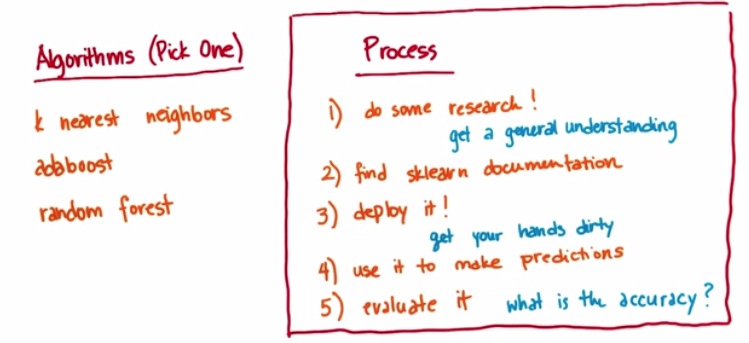 Algorithms (Pick One)
k nearest neighbors
adaboost
random forest
Process
1) do some research!
get a general understanding
2) find sklearn documentation
3) deploy it!
get your hands dirty
4) use it to make predictions
5) evaluate it what is the accuracy?